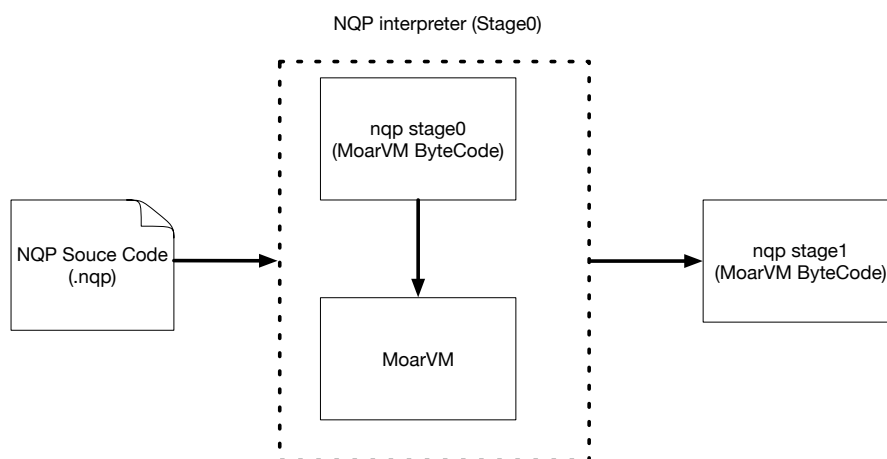 NQP interpreter (Stage0)
nqp stage0
(MoarVM ByteCode)
NQP Souce Code
(.nqp)
nqp stage1
(MoarVM ByteCode)
MoarVM